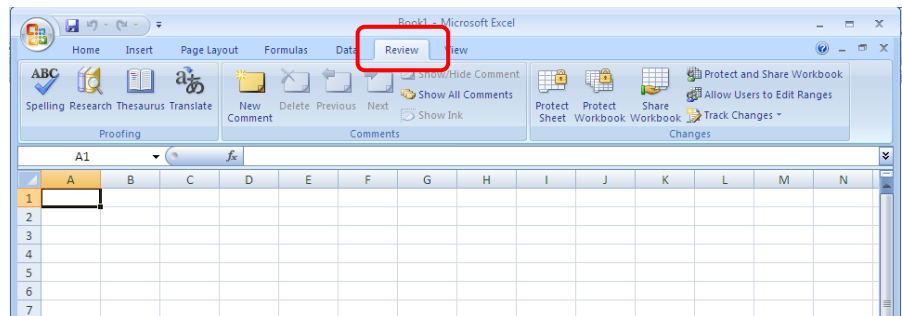 Book1 - Microsoft Excel
Home Insert Page Layout Formulas Data Review View
ABC あ
Show/Hide Comment
Protect and Share Workbook
Show All Comments
Allow Users to Edit Ranges
Spelling Research Thesaurus Translate New Comment Delete Previous Next Show Ink Protect Sheet Protect Workbook Share Workbook Track Changes
Proofing Comments Changes
A1 fx
A B C D E F G H I J K L M N
1
2
3
4
5
6
7